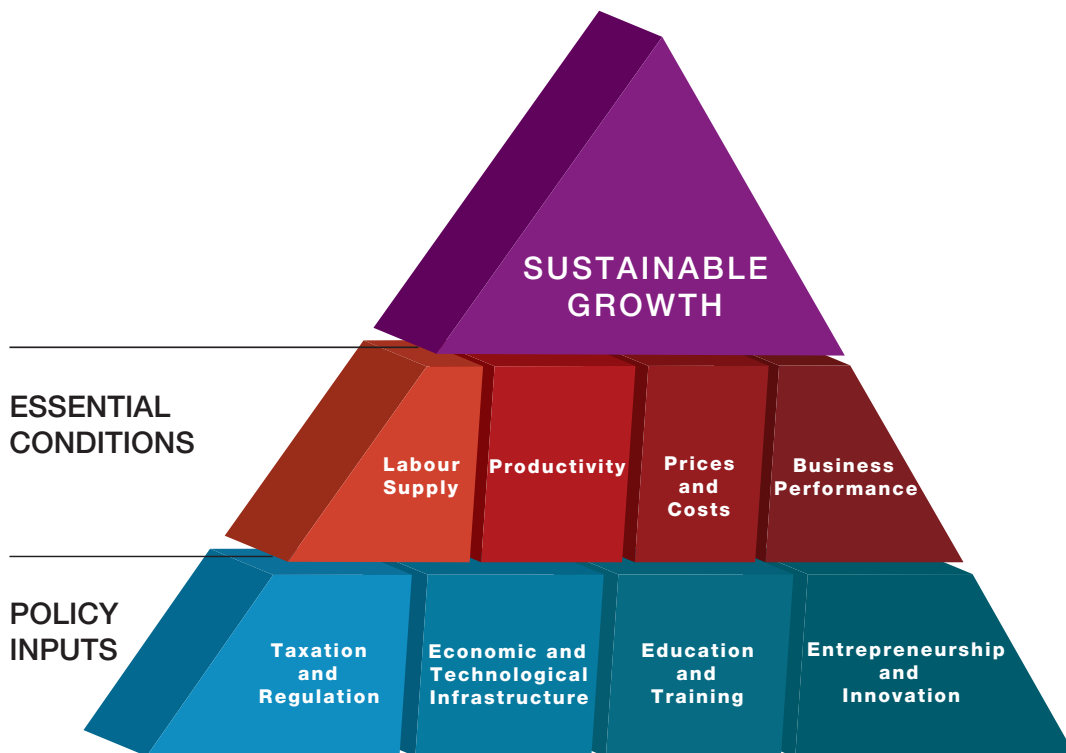 SUSTAINABLE
GROWTH
ESSENTIAL
CONDITIONS
Labour
Supply
Productivity
Prices
and
Costs
Business
Performance
POLICY
INPUTS
Taxation
and
Regulation
Economic and
Technological
Infrastructure
Education
and
Training
Entrepreneurship
and
Innovation